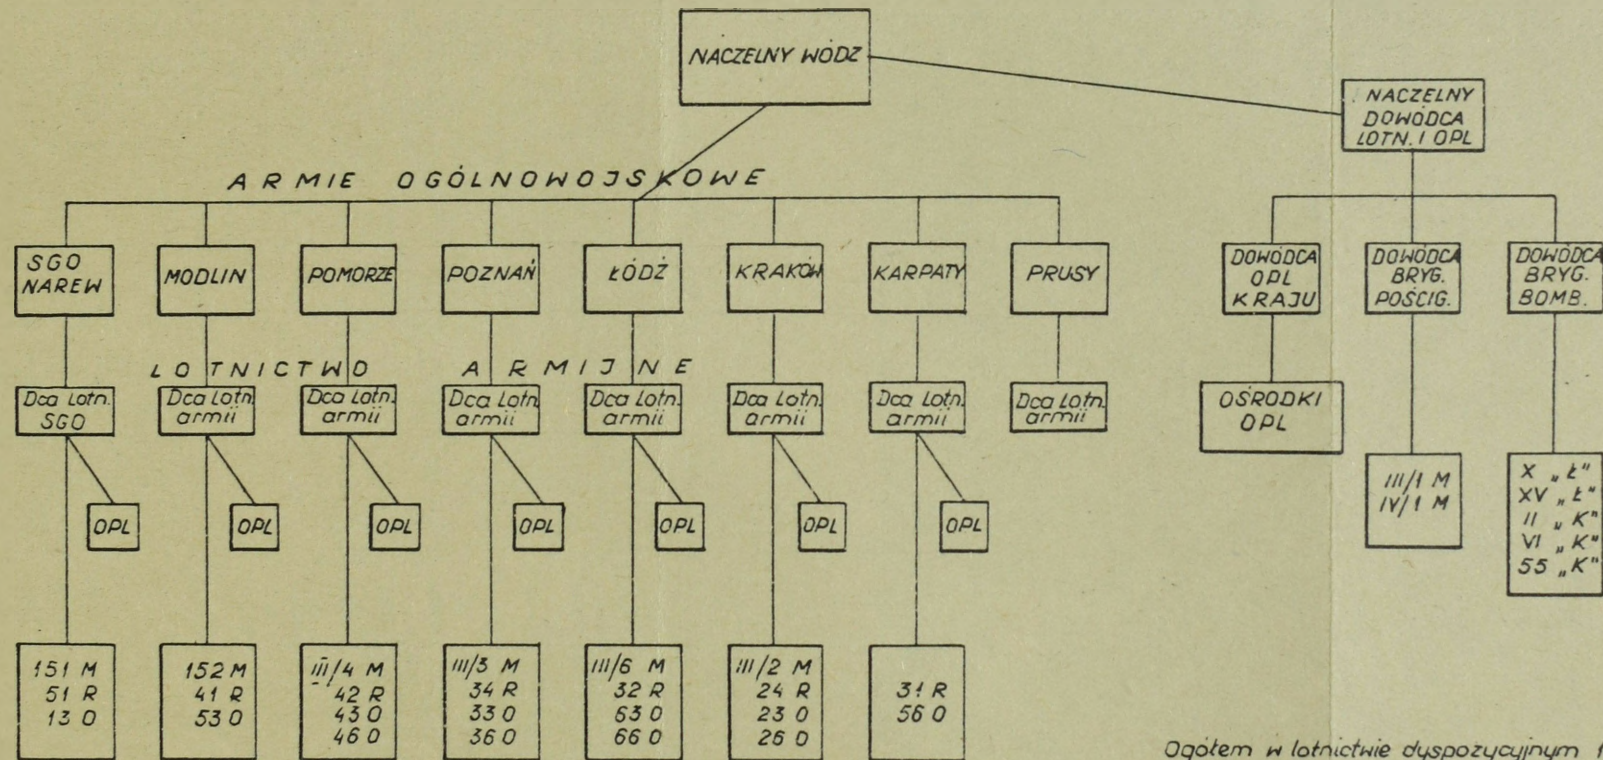 NACZELNY WÓDZ
NACZELNY
DOWÓDCA
LOTN. I OPL
ARMIE OGÓLNOWOJSKOWE
SGO
NAREW
MODLIN
POMORZE
POZNAŃ
ŁÓDŹ
KRAKÓW
KARPATY
PRUSY
DOWÓDCA
OPL
KRAJU
DOWÓDCA
BRYG.
POŚCIG.
DOWÓDCA
BRYG.
BOMB.
LOTNICTWO ARMIJNE
Dca Lotn.
SGO
Dca Lotn.
armii
Dca Lotn.
armii
Dca Lotn.
armii
Dca Lotn.
armii
Dca Lotn.
armii
Dca Lotn.
armii
Dca Lotn.
armii
OŚRODKI
OPL
III/1 M
IV/1 M
X „Ł"
XV „Ł"
II „K"
VI „K"
55 „K"
OPL
OPL
OPL
OPL
OPL
OPL
OPL
151 M
51 R
13 O
152 M
41 R
53 O
III/4 M
42 R
43 O
46 O
III/3 M
34 R
33 O
36 O
III/6 M
32 R
63 O
66 O
III/2 M
24 R
23 O
26 O
31 R
56 O
Ogółem w lotnictwie dyspozycyjnym